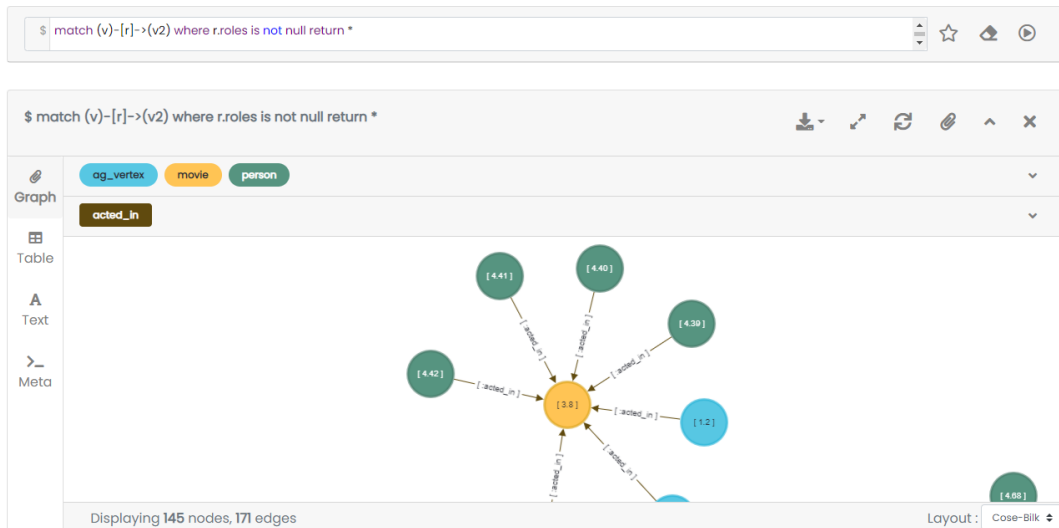 $ match (v)-[r]->(v2) where r.roles is not null return *
$ match (v)-[r]->(v2) where r.roles is not null return *
Graph
Table
A
Text
>_
Meta
ag_vertex movie person
acted_in
[ 4.41 ]
[ 4.40 ]
[ 4.39 ]
[ 4.42 ]
[ 3.8 ]
[ 1.2 ]
[ 4.68 ]
[ :acted_in ]
[ :acted_in ]
[ :acted_in ]
[ :acted_in ]
[ :acted_in ]
[ :acted_in ]
[ :acted_in ]
Displaying 145 nodes, 171 edges
Layout : Cose-Bilk